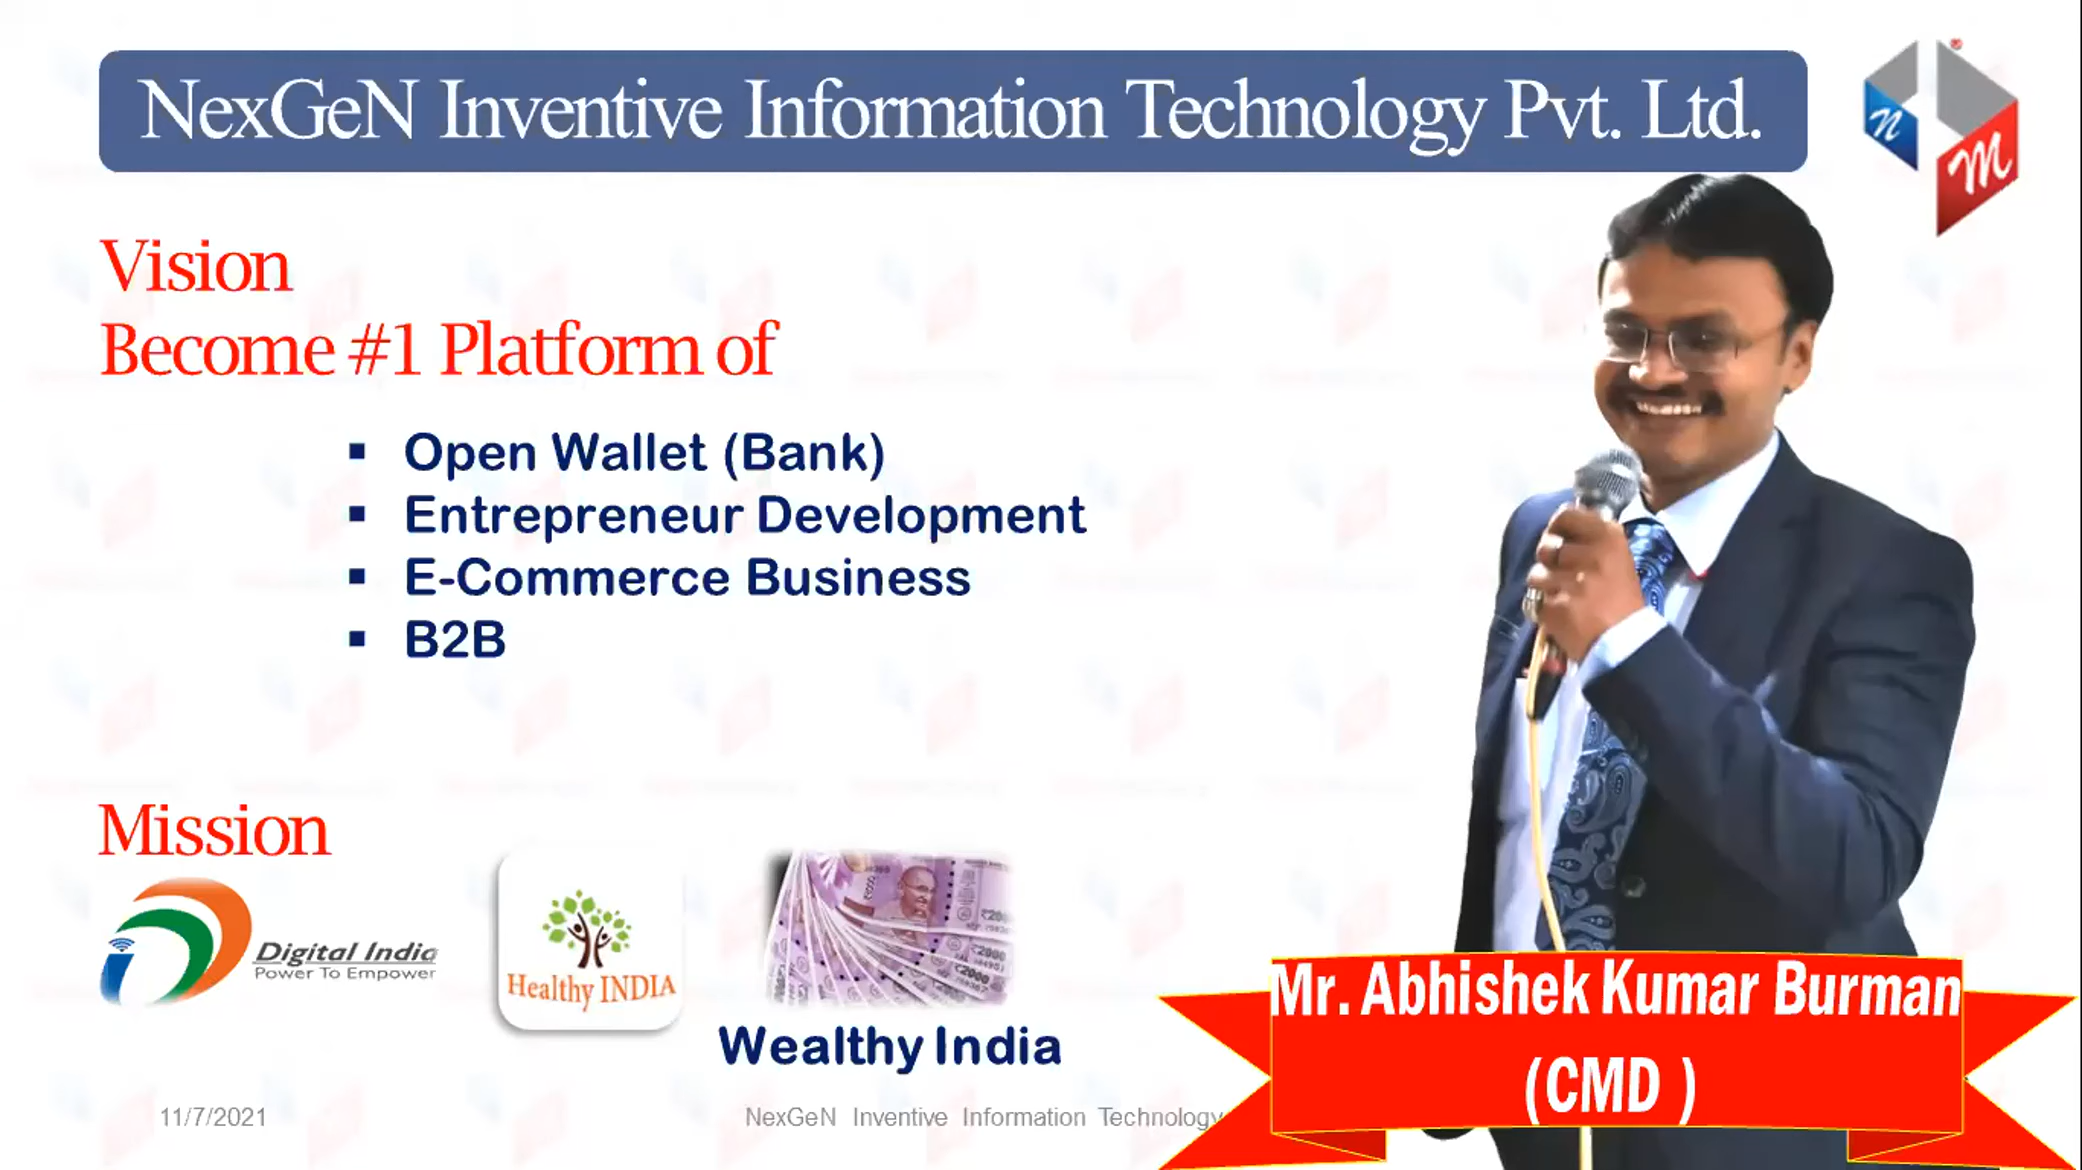 NexGeN Inventive Information Technology Pvt. Ltd.
n
m
®
Vision
Become #1 Platform of
▪ Open Wallet (Bank)
▪ Entrepreneur Development
▪ E-Commerce Business
▪ B2B
Mission
Digital India
Power To Empower
Healthy INDIA
₹2000
₹2000
Wealthy India
Mr. Abhishek Kumar Burman
(CMD )
11/7/2021
NexGeN Inventive Information Technology